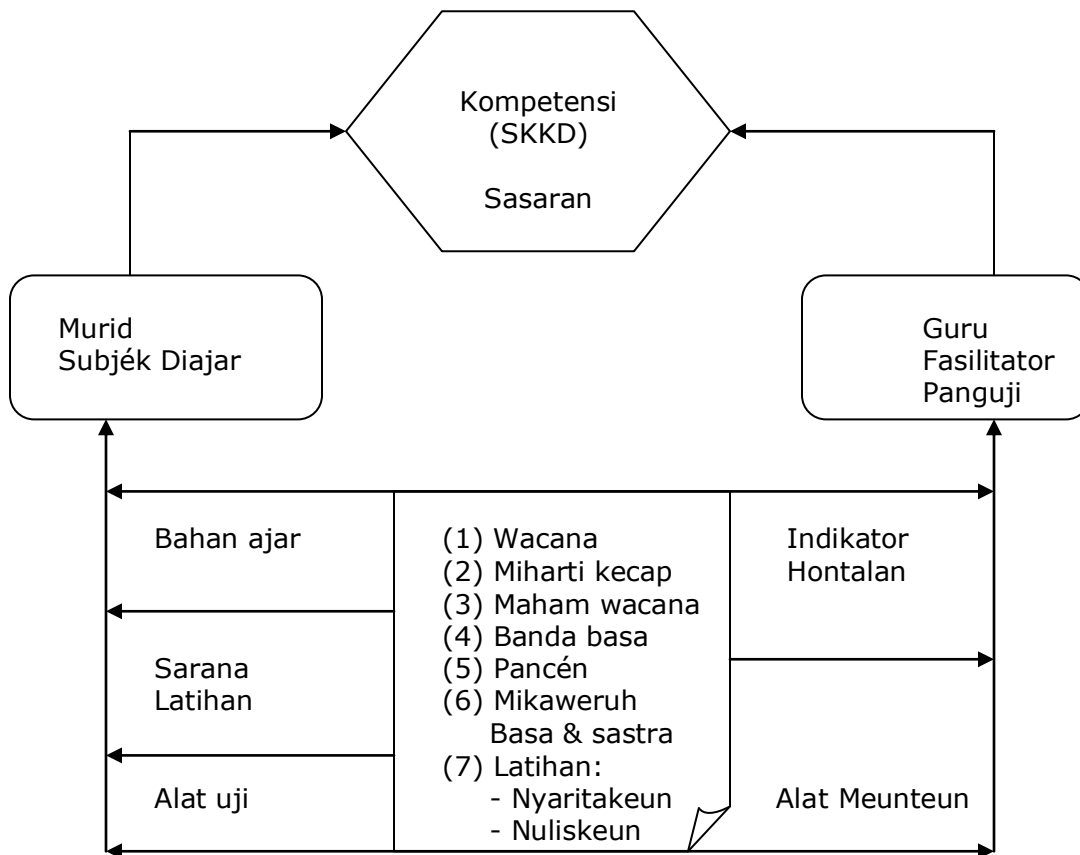 Kompetensi
(SKKD)
Sasaran
Murid
Subjék Diajar
Guru
Fasilitator
Panguji
Bahan ajar
Sarana
Latihan
Alat uji
(1) Wacana
(2) Miharti kecap
(3) Maham wacana
(4) Banda basa
(5) Pancén
(6) Mikaweruh
Basa & sastra
(7) Latihan:
- Nyaritakeun
- Nuliskeun
Indikator
Hontalan
Alat Meunteun